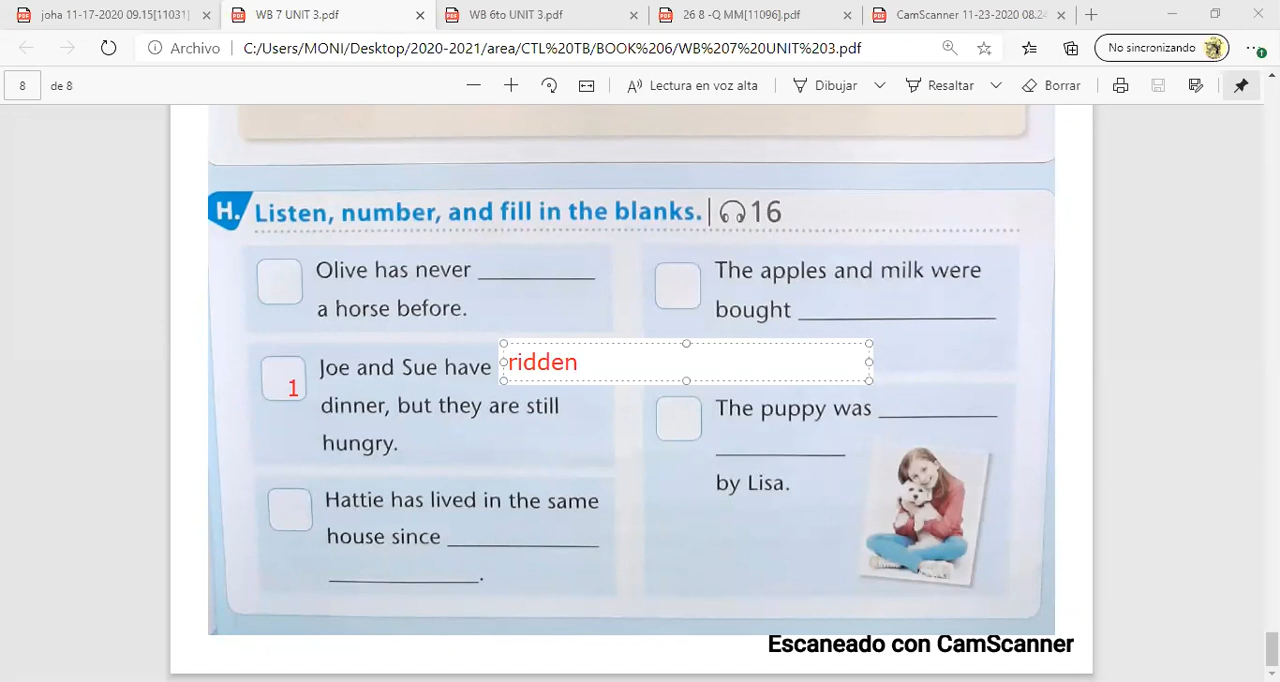 joha 11-17-2020 09.15[11031]
WB 7 UNIT 3.pdf
WB 6to UNIT 3.pdf
26 8 -Q MM[11096].pdf
CamScanner 11-23-2020 08.24
Archivo
C:/Users/MONI/Desktop/2020-2021/area/CTL%20TB/BOOK%206/WB%207%20UNIT%203.pdf
No sincronizando
8
de 8
Lectura en voz alta
Dibujar
Resaltar
Borrar
H. Listen, number, and fill in the blanks. 16
Olive has never
a horse before.
1
Joe and Sue have
ridden
dinner, but they are still
hungry.
Hattie has lived in the same
house since
.
The apples and milk were
bought
The puppy was
by Lisa.
Escaneado con CamScanner